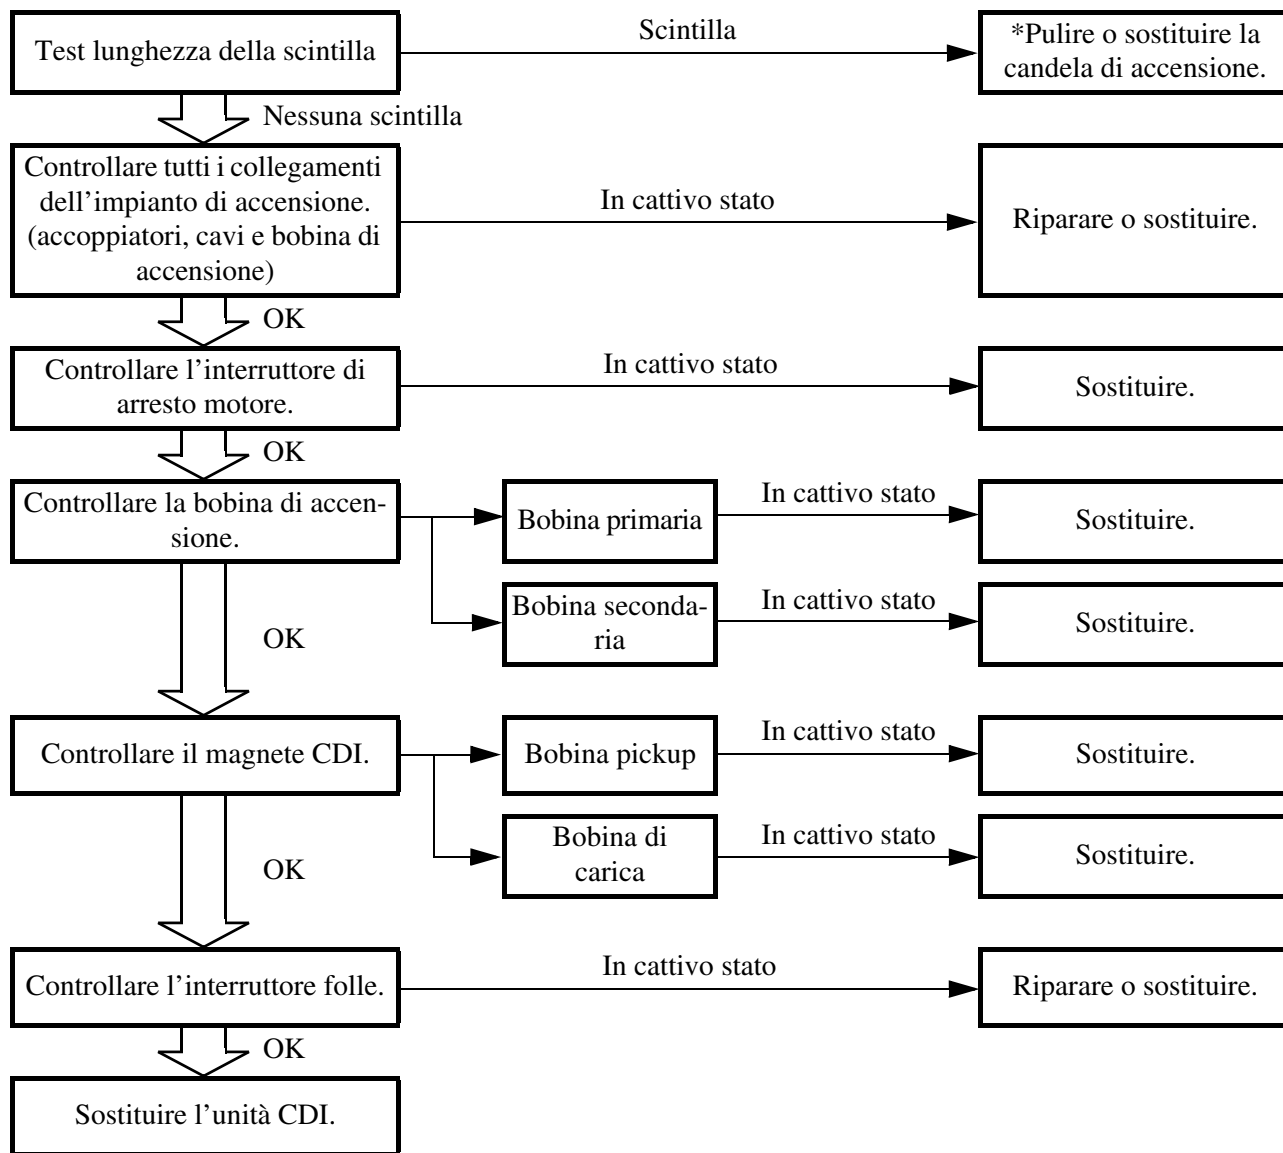 Test lunghezza della scintilla
Scintilla
*Pulire o sostituire la
candela di accensione.
Nessuna scintilla
Controllare tutti i collegamenti
dell’impianto di accensione.
(accoppiatori, cavi e bobina di
accensione)
In cattivo stato
Riparare o sostituire.
OK
Controllare l’interruttore di
arresto motore.
In cattivo stato
Sostituire.
OK
Controllare la bobina di accen-
sione.
Bobina primaria
In cattivo stato
Sostituire.
Bobina seconda-
ria
In cattivo stato
Sostituire.
OK
Controllare il magnete CDI.
Bobina pickup
In cattivo stato
Sostituire.
Bobina di
carica
In cattivo stato
Sostituire.
OK
Controllare l’interruttore folle.
In cattivo stato
Riparare o sostituire.
OK
Sostituire l’unità CDI.